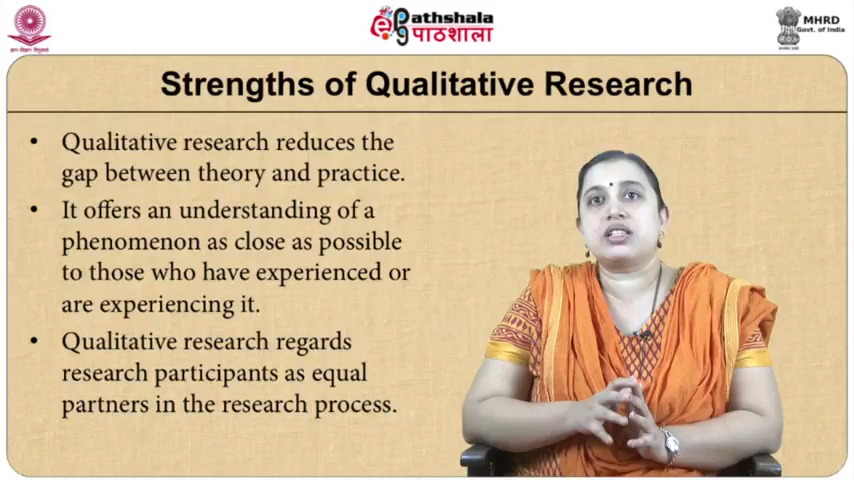 ePathshala
पाठशाला
MHRD
Govt. of India
Strengths of Qualitative Research
• Qualitative research reduces the
gap between theory and practice.
• It offers an understanding of a
phenomenon as close as possible
to those who have experienced or
are experiencing it.
• Qualitative research regards
research participants as equal
partners in the research process.